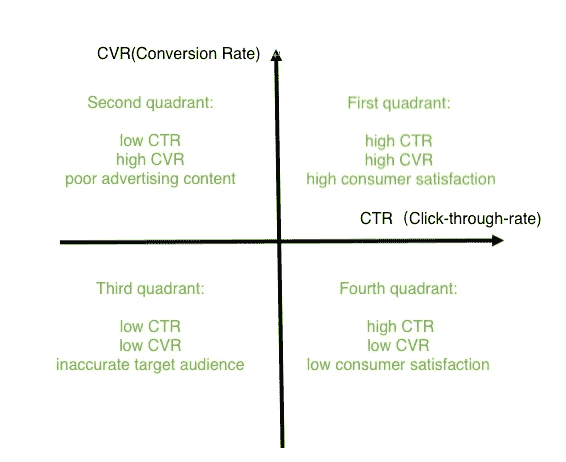 CVR(Conversion Rate)
Second quadrant:
low CTR
high CVR
poor advertising content
First quadrant:
high CTR
high CVR
high consumer satisfaction
CTR（Click-through-rate)
Third quadrant:
low CTR
low CVR
inaccurate target audience
Fourth quadrant:
high CTR
low CVR
low consumer satisfaction